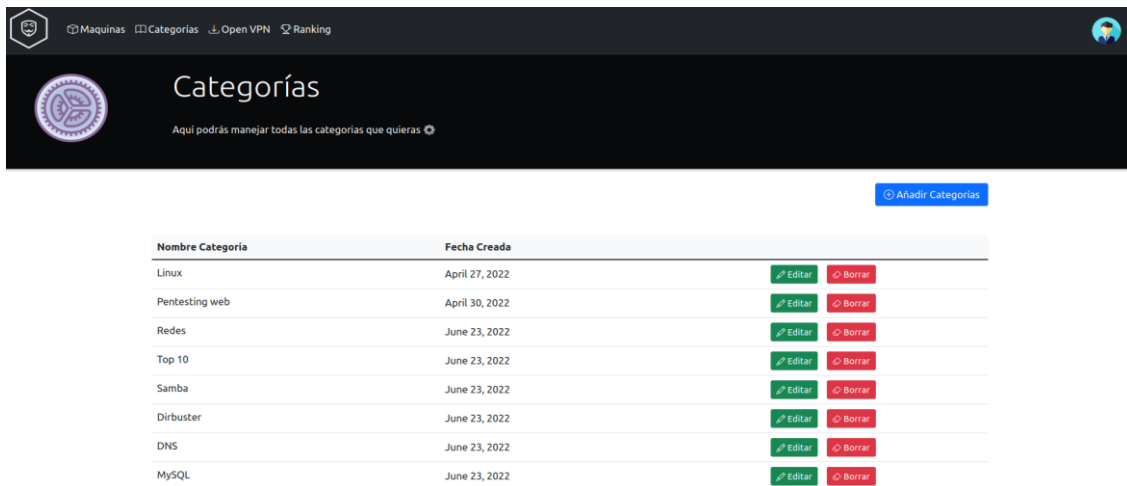 Maquinas Categorías Open VPN Ranking
Categorías
Aquí podrás manejar todas las categorias que quieras
Añadir Categorias
Nombre Categoría Fecha Creada
Linux April 27, 2022 Editar Borrar
Pentesting web April 30, 2022 Editar Borrar
Redes June 23, 2022 Editar Borrar
Top 10 June 23, 2022 Editar Borrar
Samba June 23, 2022 Editar Borrar
Dirbuster June 23, 2022 Editar Borrar
DNS June 23, 2022 Editar Borrar
MySQL June 23, 2022 Editar Borrar